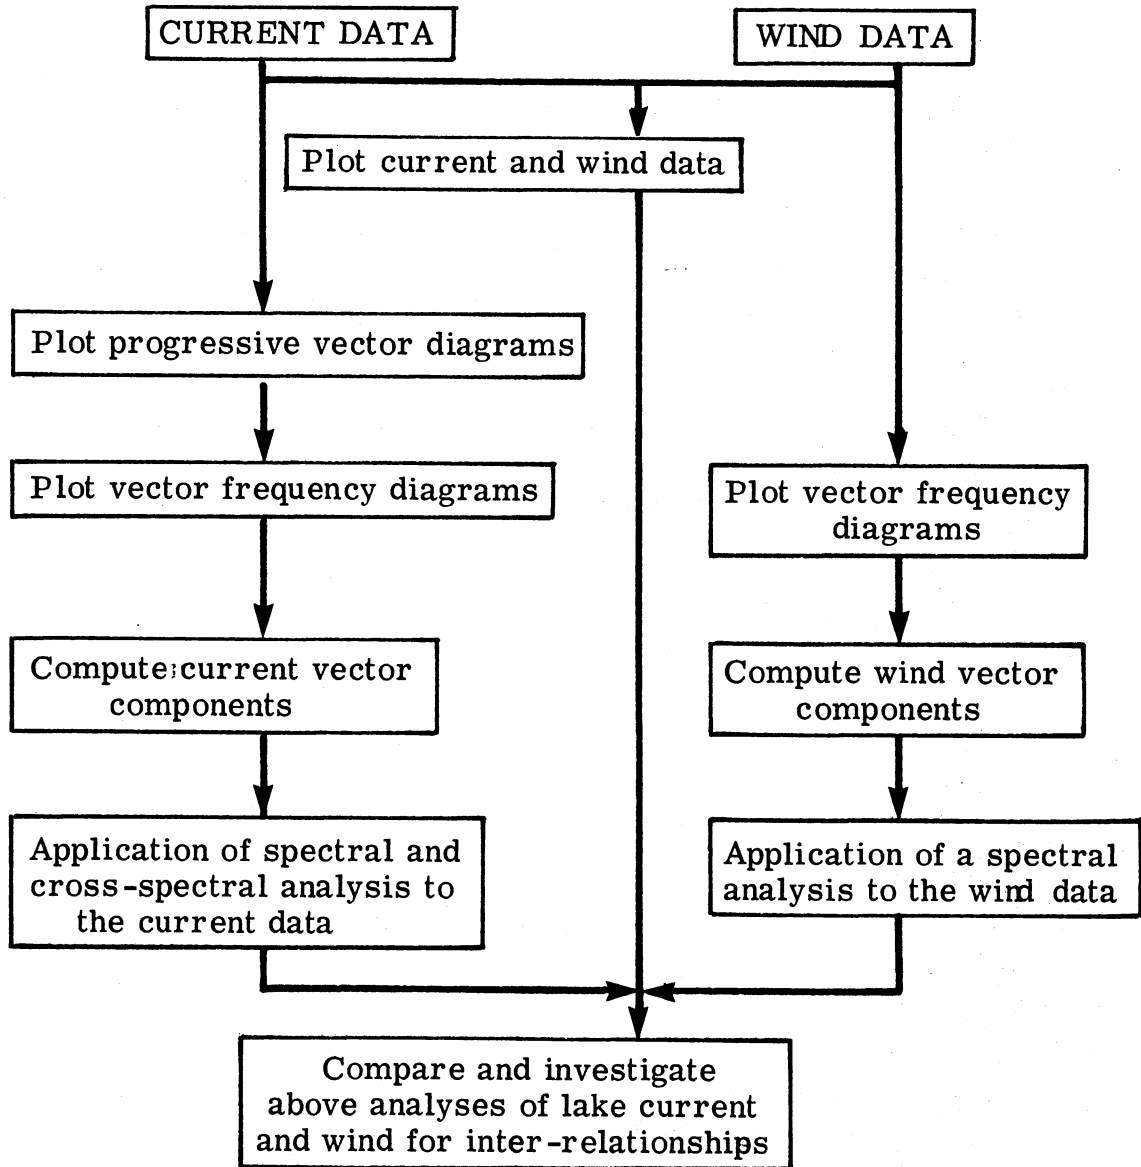 CURRENT DATA
WIND DATA
Plot current and wind data
Plot progressive vector diagrams
Plot vector frequency diagrams
Plot vector frequency
diagrams
Compute current vector
components
Compute wind vector
components
Application of spectral and
cross-spectral analysis to
the current data
Application of a spectral
analysis to the wind data
Compare and investigate
above analyses of lake current
and wind for inter-relationships